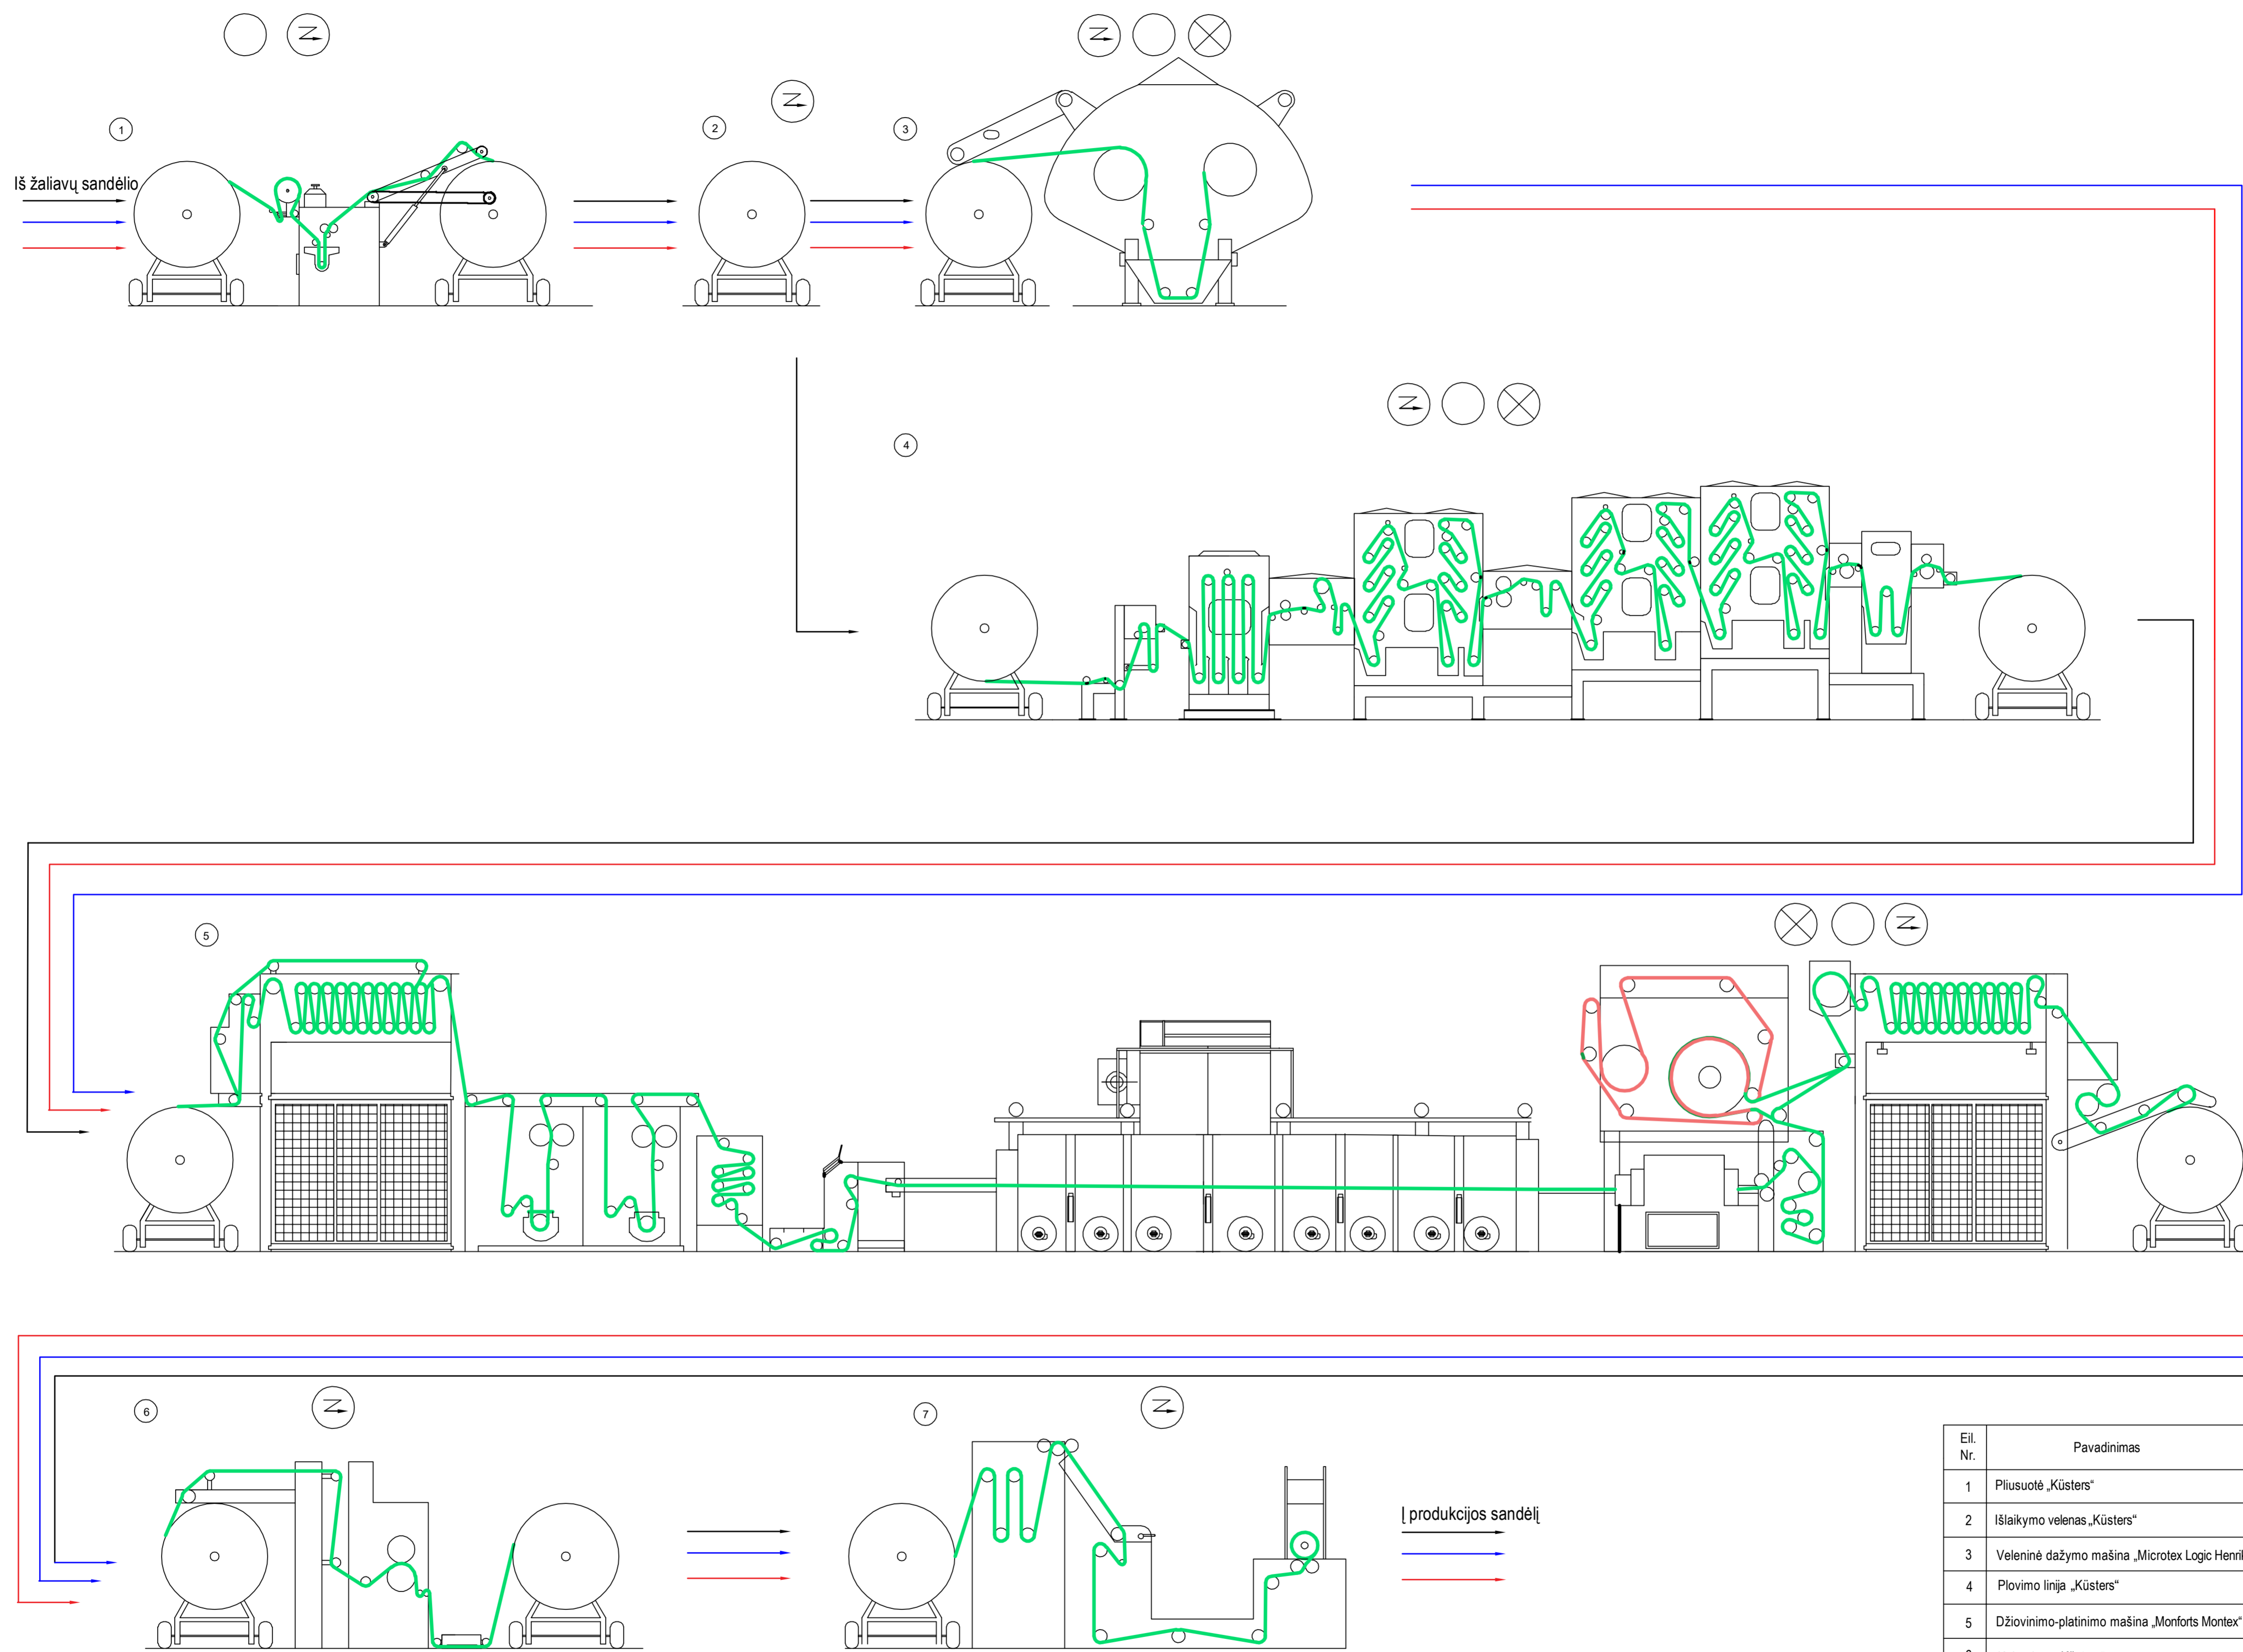 1
2
3
Iš žaliavų sandėlio
4
5
6
7
Į produkcijos sandėlį
Eil.
Nr.
Pavadinimas
1 Pliusuotė „Küsters“
2 Išlaikymo velenas „Küsters“
3 Veleninė dažymo mašina „Microtex Logic Henrik
4 Plovimo linija „Küsters“
5 Džiovinimo-platinimo mašina „Monforts Montex“